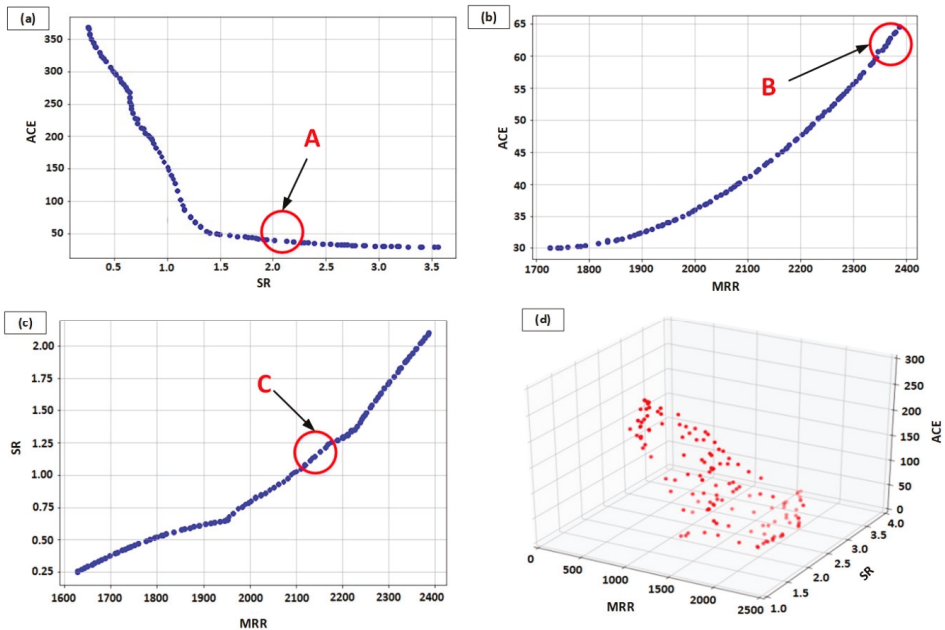 (a)
350
300
250
200
150
100
50
ACE
A
0.5 1.0 1.5 2.0 2.5 3.0 3.5
SR
(b)
65
60
55
50
45
40
35
30
ACE
B
1700 1800 1900 2000 2100 2200 2300 2400
MRR
(c)
2.00
1.75
1.50
1.25
1.00
0.75
0.50
0.25
SR
C
1600 1700 1800 1900 2000 2100 2200 2300 2400
MRR
(d)
300
250
200
150
100
50
0
ACE
0 500 1000 1500 2000 2500
MRR
1.0 1.5 2.0 2.5 3.0 3.5 4.0
SR